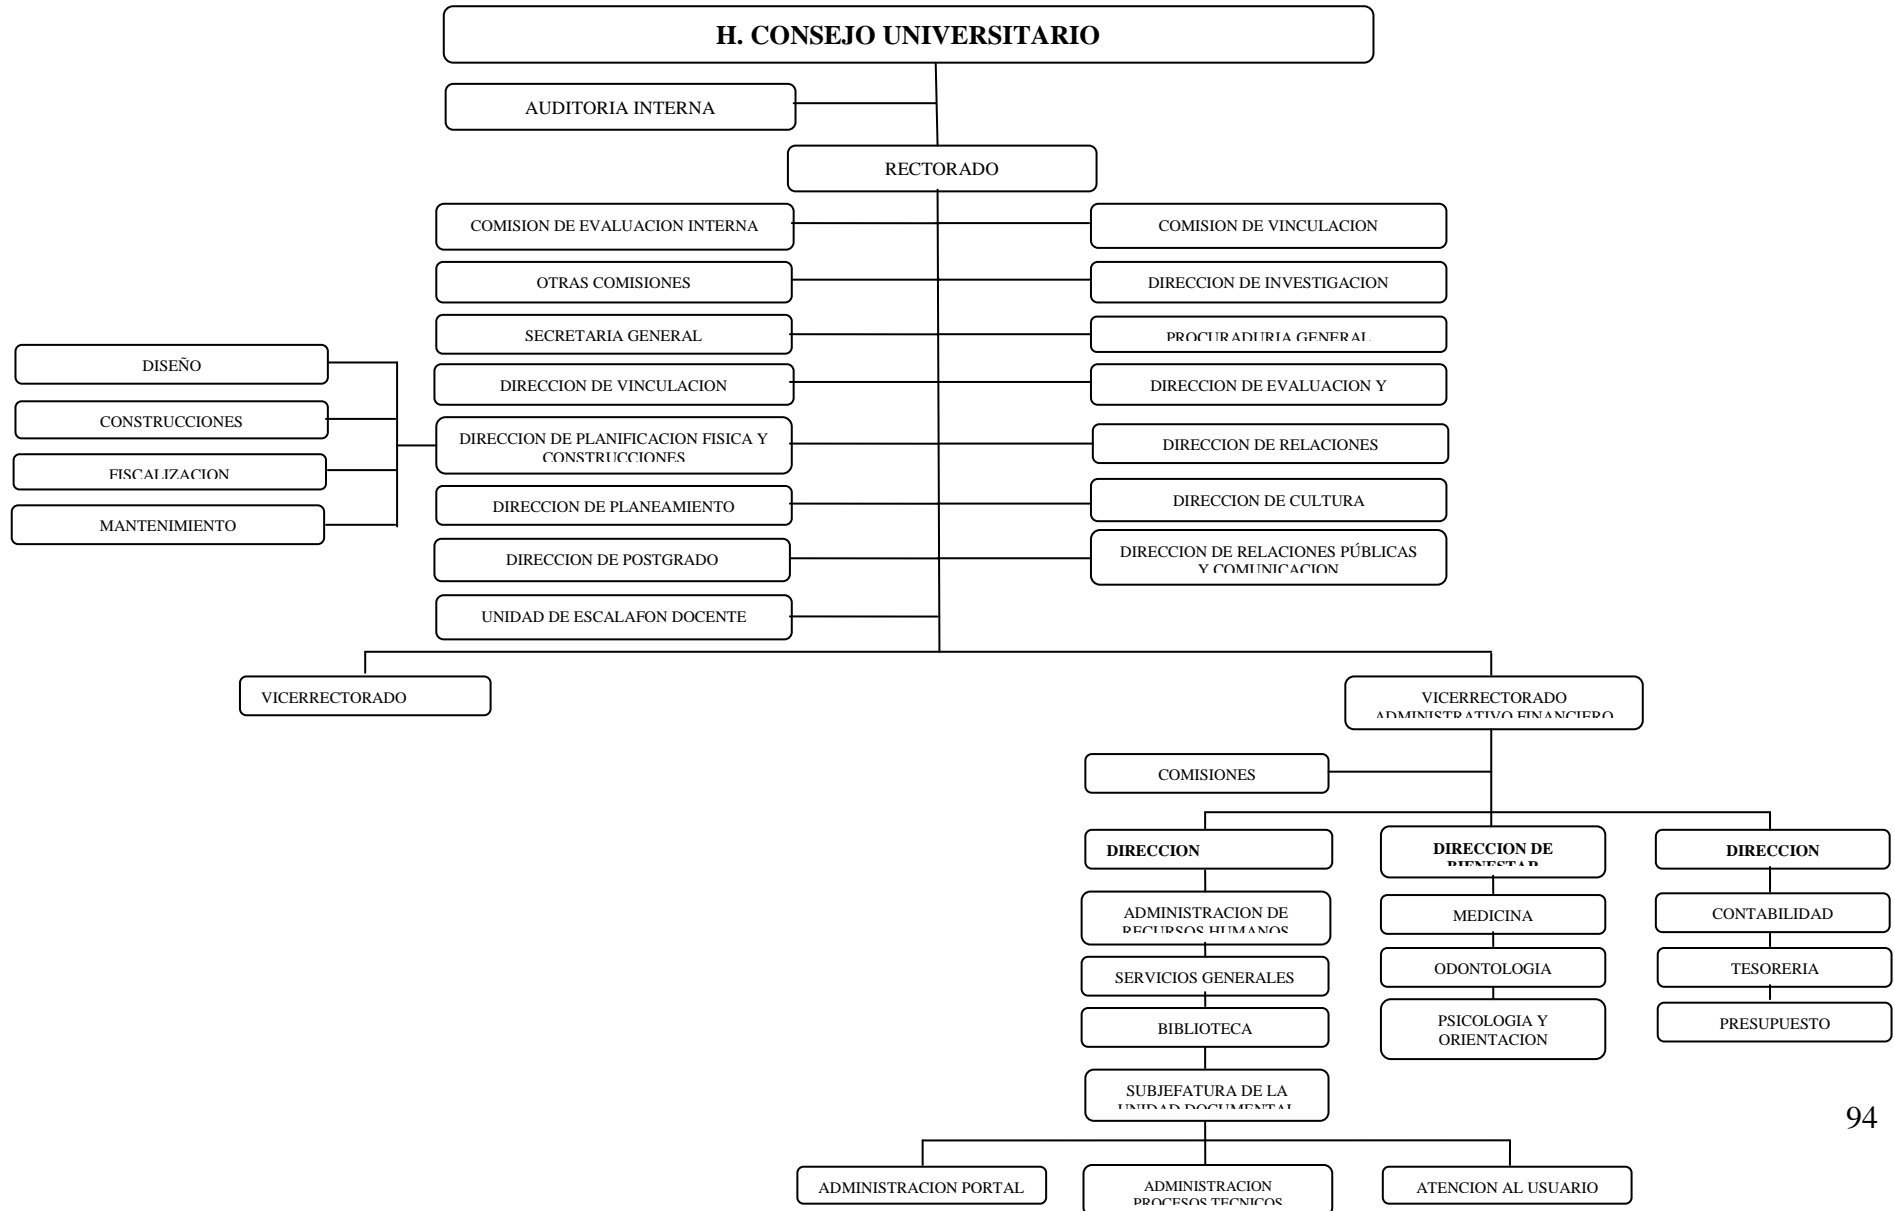 H. CONSEJO UNIVERSITARIO
AUDITORIA INTERNA
RECTORADO
COMISION DE EVALUACION INTERNA
COMISION DE VINCULACION
OTRAS COMISIONES
DIRECCION DE INVESTIGACION
SECRETARIA GENERAL
PROCURADURIA GENERAL
DISEÑO
DIRECCION DE VINCULACION
DIRECCION DE EVALUACION Y
CONSTRUCCIONES
DIRECCION DE PLANIFICACION FISICA Y
CONSTRUCCIONES
DIRECCION DE RELACIONES
FISCALIZACION
MANTENIMIENTO
DIRECCION DE PLANEAMIENTO
DIRECCION DE CULTURA
DIRECCION DE POSTGRADO
DIRECCION DE RELACIONES PÚBLICAS
Y COMUNICACION
UNIDAD DE ESCALAFON DOCENTE
VICERRECTORADO
VICERRECTORADO
ADMINISTRATIVO FINANCIERO
COMISIONES
DIRECCION
DIRECCION DE
BIENESTAR
DIRECCION
ADMINISTRACION DE
RECURSOS HUMANOS
MEDICINA
CONTABILIDAD
SERVICIOS GENERALES
ODONTOLOGIA
TESORERIA
BIBLIOTECA
PSICOLOGIA Y
ORIENTACION
PRESUPUESTO
SUBJEFATURA DE LA
UNIDAD DOCUMENTAL
94
ADMINISTRACION PORTAL
ADMINISTRACION
PROCESOS TECNICOS
ATENCION AL USUARIO